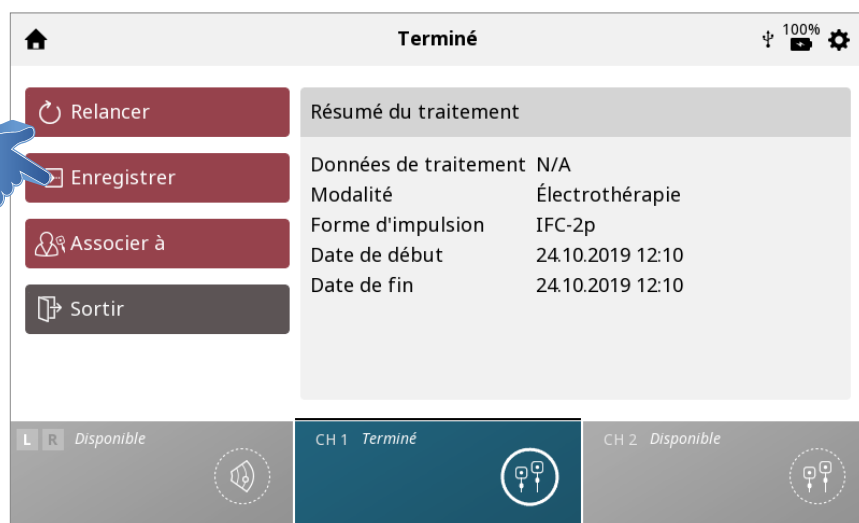 Terminé
100%
Relancer
Enregistrer
Associer à
Sortir
Résumé du traitement
Données de traitement N/A
Modalité Électrothérapie
Forme d'impulsion IFC-2p
Date de début 24.10.2019 12:10
Date de fin 24.10.2019 12:10
L R Disponible
CH 1 Terminé
CH 2 Disponible